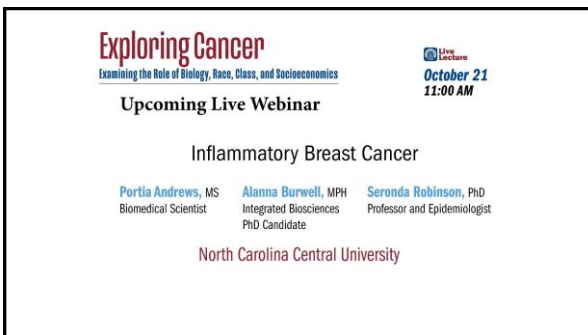 Exploring Cancer
Examining the Role of Biology, Race, Class, and Socioeconomics
Live
Lecture
October 21
11:00 AM
Upcoming Live Webinar
Inflammatory Breast Cancer
Portia Andrews, MS
Biomedical Scientist
Alanna Burwell, MPH
Integrated Biosciences
PhD Candidate
Seronda Robinson, PhD
Professor and Epidemiologist
North Carolina Central University